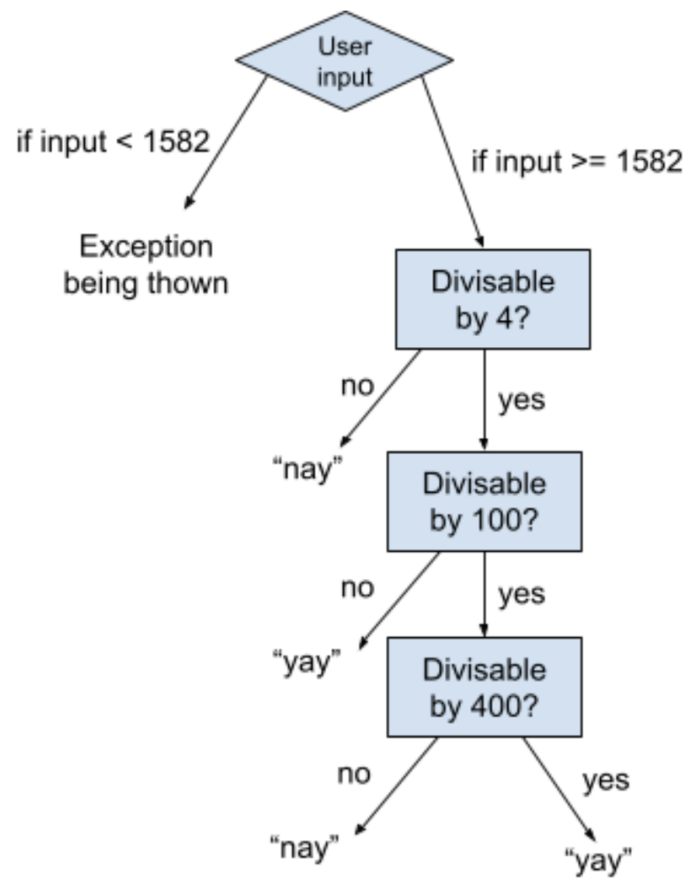 User
input
if input < 1582
if input >= 1582
Exception
being thown
Divisable
by 4?
no
yes
“nay”
Divisable
by 100?
no
yes
“yay”
Divisable
by 400?
no
yes
“nay”
“yay”